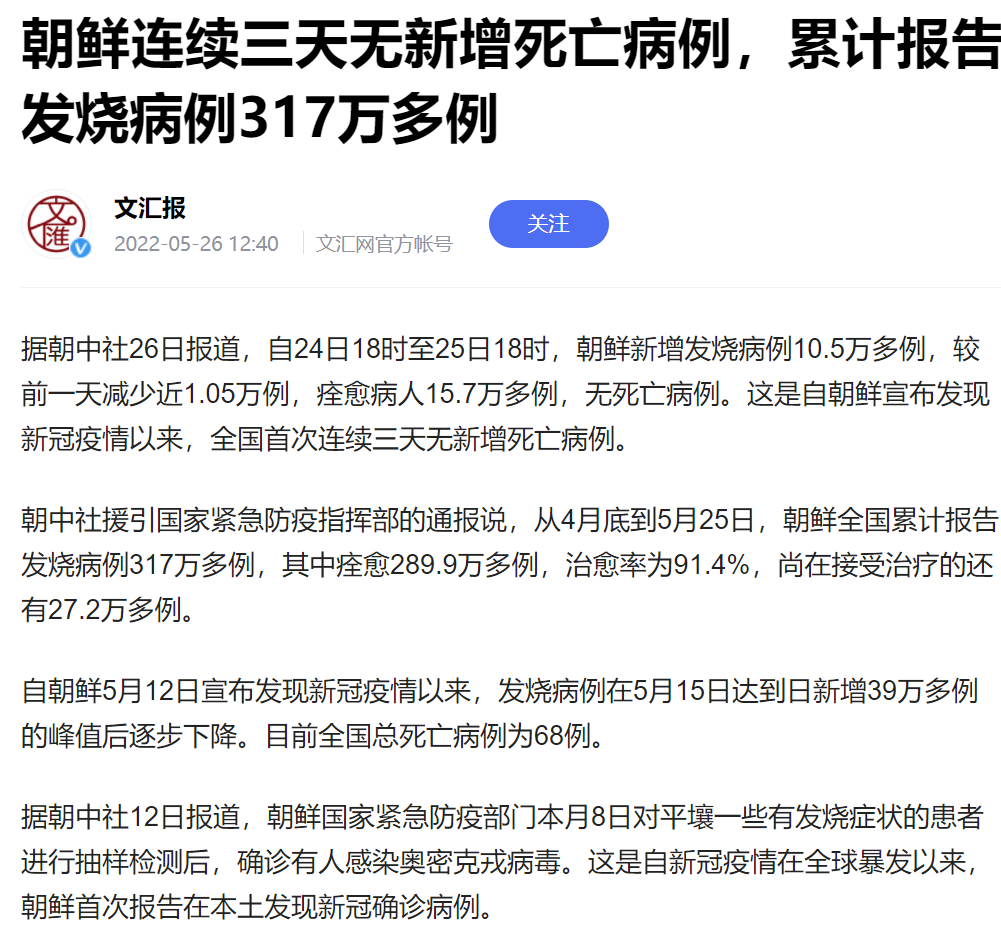 朝鲜连续三天无新增死亡病例，累计报告
发烧病例317万多例
文匯
文汇报
2022-05-26 12:40 文汇网官方帐号
关注
据朝中社26日报道，自24日18时至25日18时，朝鲜新增发烧病例10.5万多例，较
前一天减少近1.05万例，痊愈病人15.7万多例，无死亡病例。这是自朝鲜宣布发现
新冠疫情以来，全国首次连续三天无新增死亡病例。
朝中社援引国家紧急防疫指挥部的通报说，从4月底到5月25日，朝鲜全国累计报告
发烧病例317万多例，其中痊愈289.9万多例，治愈率为91.4%，尚在接受治疗的还
有27.2万多例。
自朝鲜5月12日宣布发现新冠疫情以来，发烧病例在5月15日达到日新增39万多例
的峰值后逐步下降。目前全国总死亡病例为68例。
据朝中社12日报道，朝鲜国家紧急防疫部门本月8日对平壤一些有发烧症状的患者
进行抽样检测后，确诊有人感染奥密克戎病毒。这是自新冠疫情在全球暴发以来，
朝鲜首次报告在本土发现新冠确诊病例。